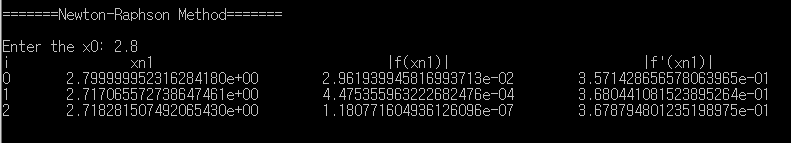 =======Newton-Raphson Method=======
Enter the x0: 2.8
i xn1 |f(xn1)| |f'(xn1)|
0 2.799999952316284180e+00 2.961939945816993713e-02 3.571428656578063965e-01
1 2.717065572738647461e+00 4.475355963222682476e-04 3.680441081523895264e-01
2 2.718281507492065430e+00 1.180771604936126096e-07 3.678794801235198975e-01